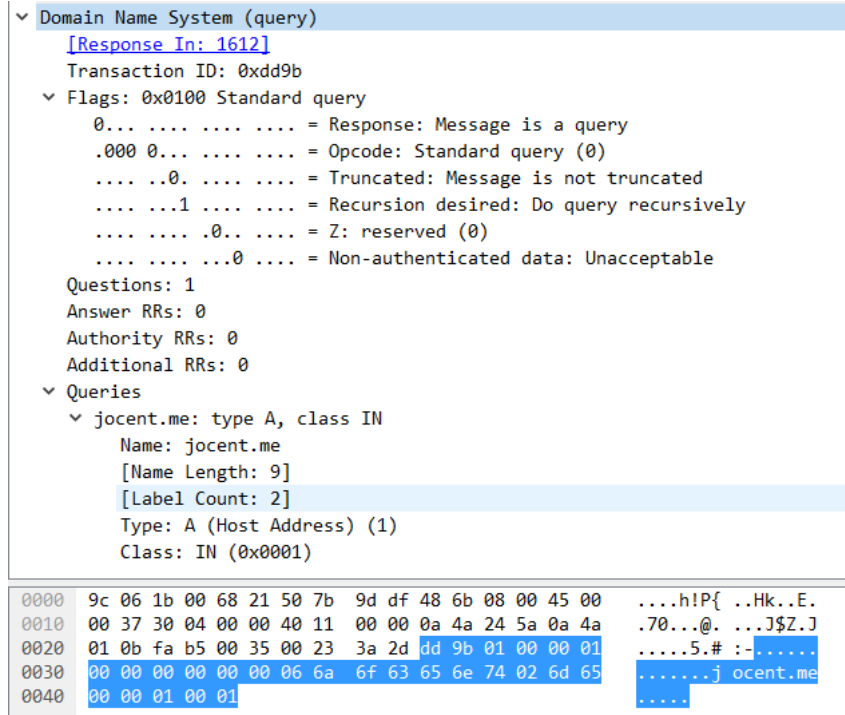 Domain Name System (query)
[Response In: 1612]
Transaction ID: 0xdd9b
Flags: 0x0100 Standard query
0... .... .... .... = Response: Message is a query
.000 0... .... .... = Opcode: Standard query (0)
.... ..0. .... .... = Truncated: Message is not truncated
.... ...1 .... .... = Recursion desired: Do query recursively
.... .... .0.. .... = Z: reserved (0)
.... .... ...0 .... = Non-authenticated data: Unacceptable
Questions: 1
Answer RRs: 0
Authority RRs: 0
Additional RRs: 0
Queries
jocent.me: type A, class IN
Name: jocent.me
[Name Length: 9]
[Label Count: 2]
Type: A (Host Address) (1)
Class: IN (0x0001)
0000 9c 06 1b 00 68 21 50 7b 9d df 48 6b 08 00 45 00 ....h!P{ ..Hk..E.
0010 00 37 30 04 00 00 40 11 00 00 0a 4a 24 5a 0a 4a .70...@. ...J$Z.J
0020 01 0b fa b5 00 35 00 23 3a 2d dd 9b 01 00 00 01 .....5.# :-......
0030 00 00 00 00 00 00 06 6a 6f 63 65 6e 74 02 6d 65 .......j ocent.me
0040 00 00 01 00 01 .....